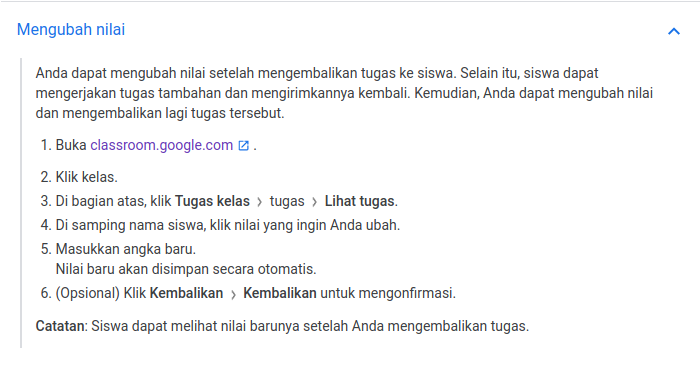 Mengubah nilai
Anda dapat mengubah nilai setelah mengembalikan tugas ke siswa. Selain itu, siswa dapat
mengerjakan tugas tambahan dan mengirimkannya kembali. Kemudian, Anda dapat mengubah nilai
dan mengembalikan lagi tugas tersebut.
1. Buka classroom.google.com .
2. Klik kelas.
3. Di bagian atas, klik Tugas kelas > tugas > Lihat tugas.
4. Di samping nama siswa, klik nilai yang ingin Anda ubah.
5. Masukkan angka baru.
Nilai baru akan disimpan secara otomatis.
6. (Opsional) Klik Kembalikan > Kembalikan untuk mengonfirmasi.
Catatan: Siswa dapat melihat nilai barunya setelah Anda mengembalikan tugas.